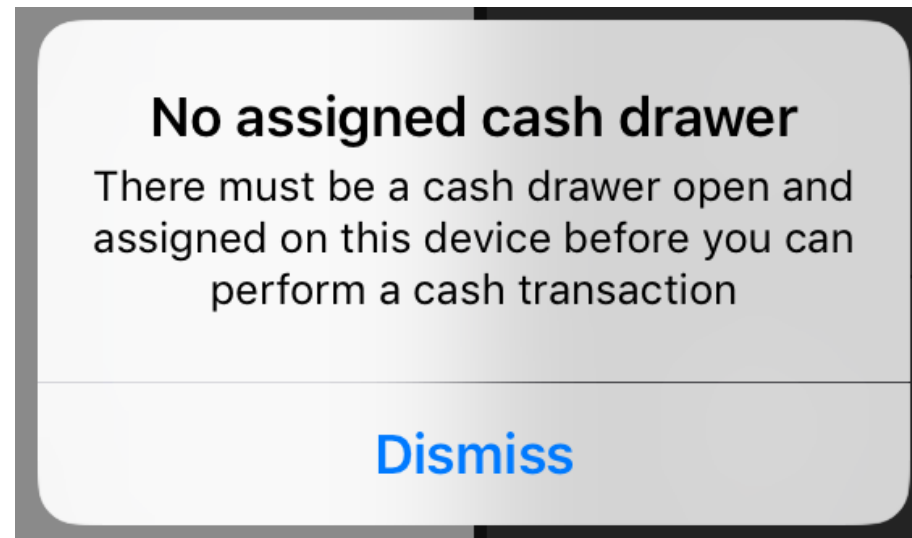 No assigned cash drawer
There must be a cash drawer open and
assigned on this device before you can
perform a cash transaction
Dismiss